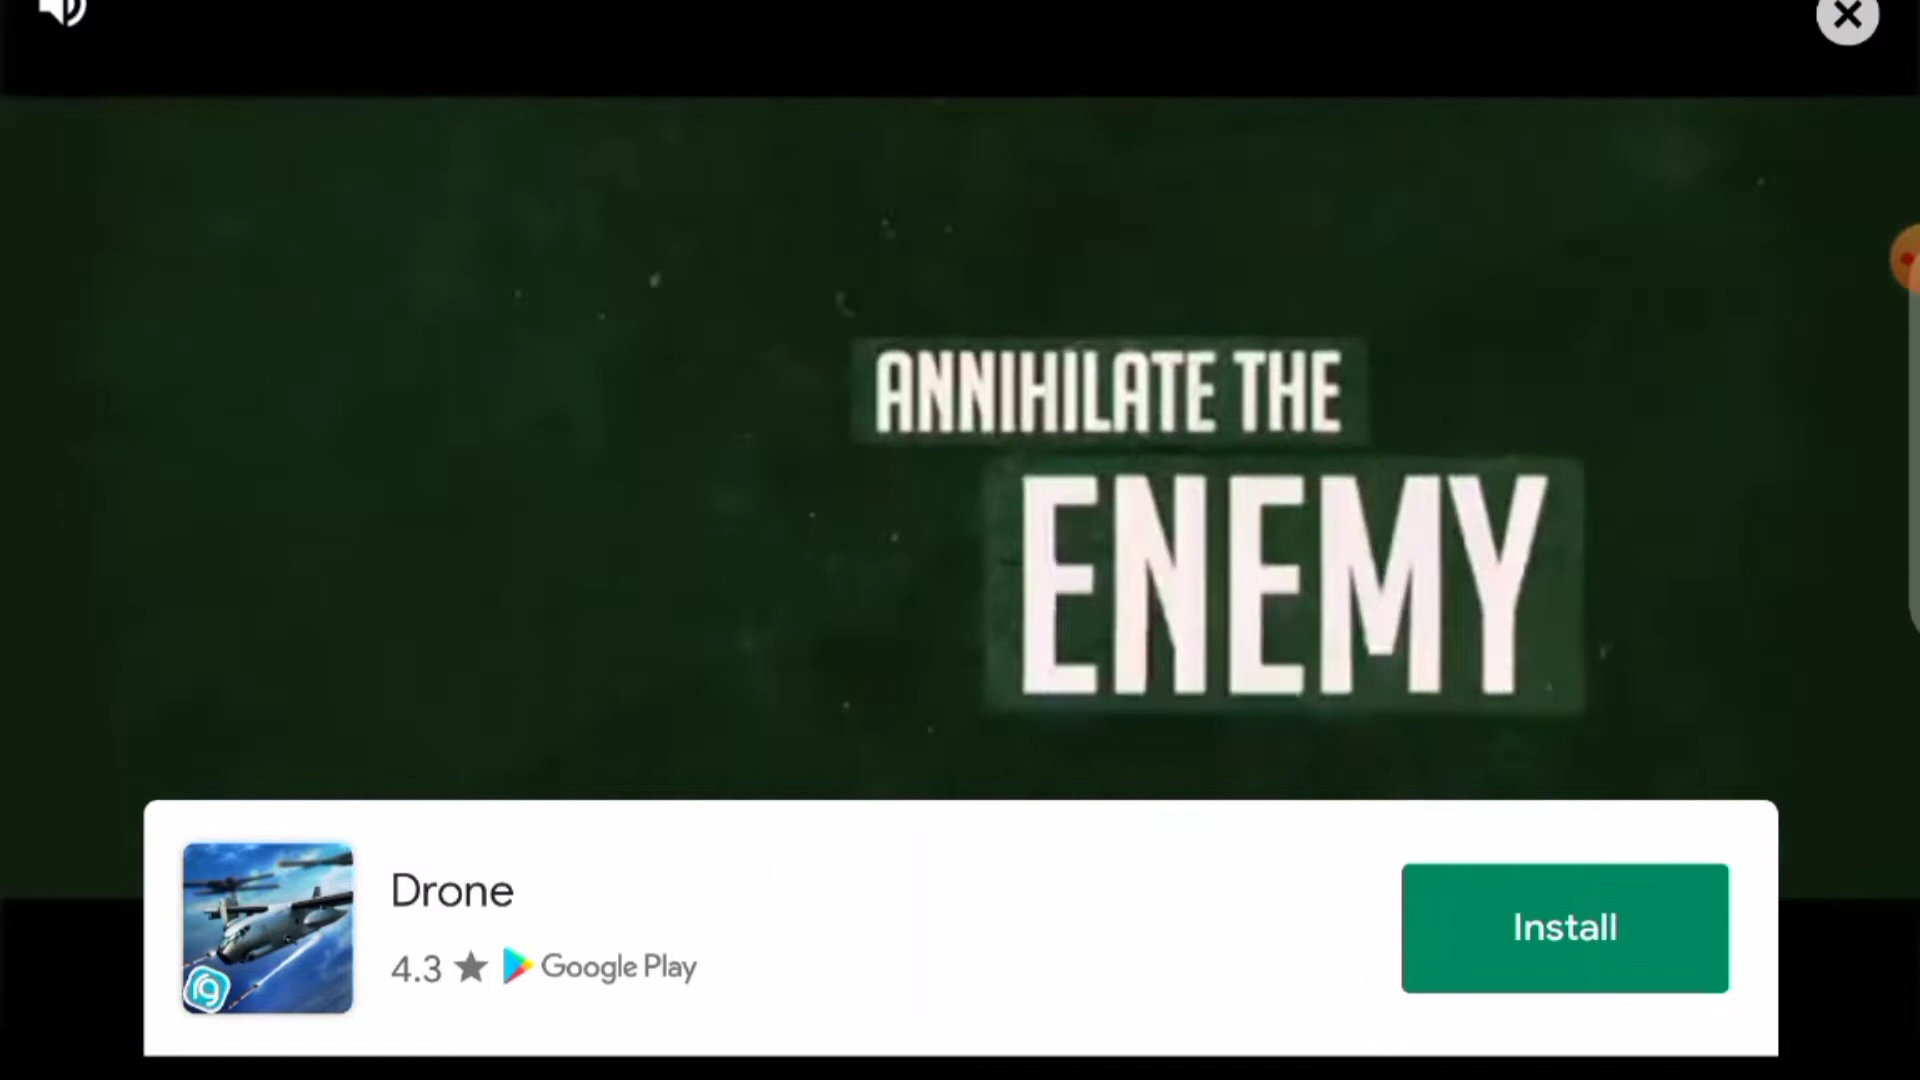 ANNIHILATE THE
ENEMY
Drone
4.3 ★ Google Play
Install